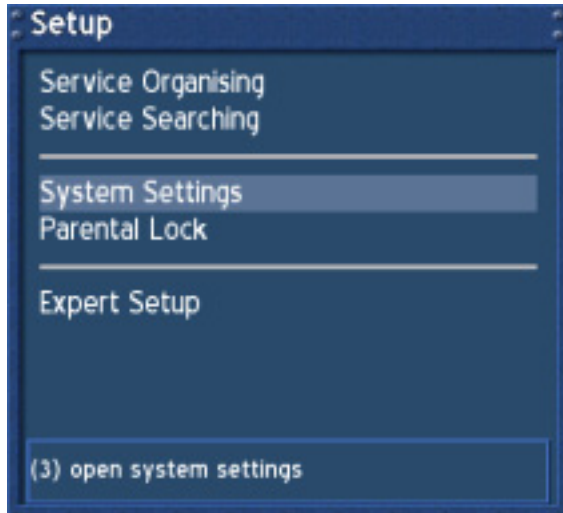 Setup
Service Organising
Service Searching
System Settings
Parental Lock
Expert Setup
(3) open system settings